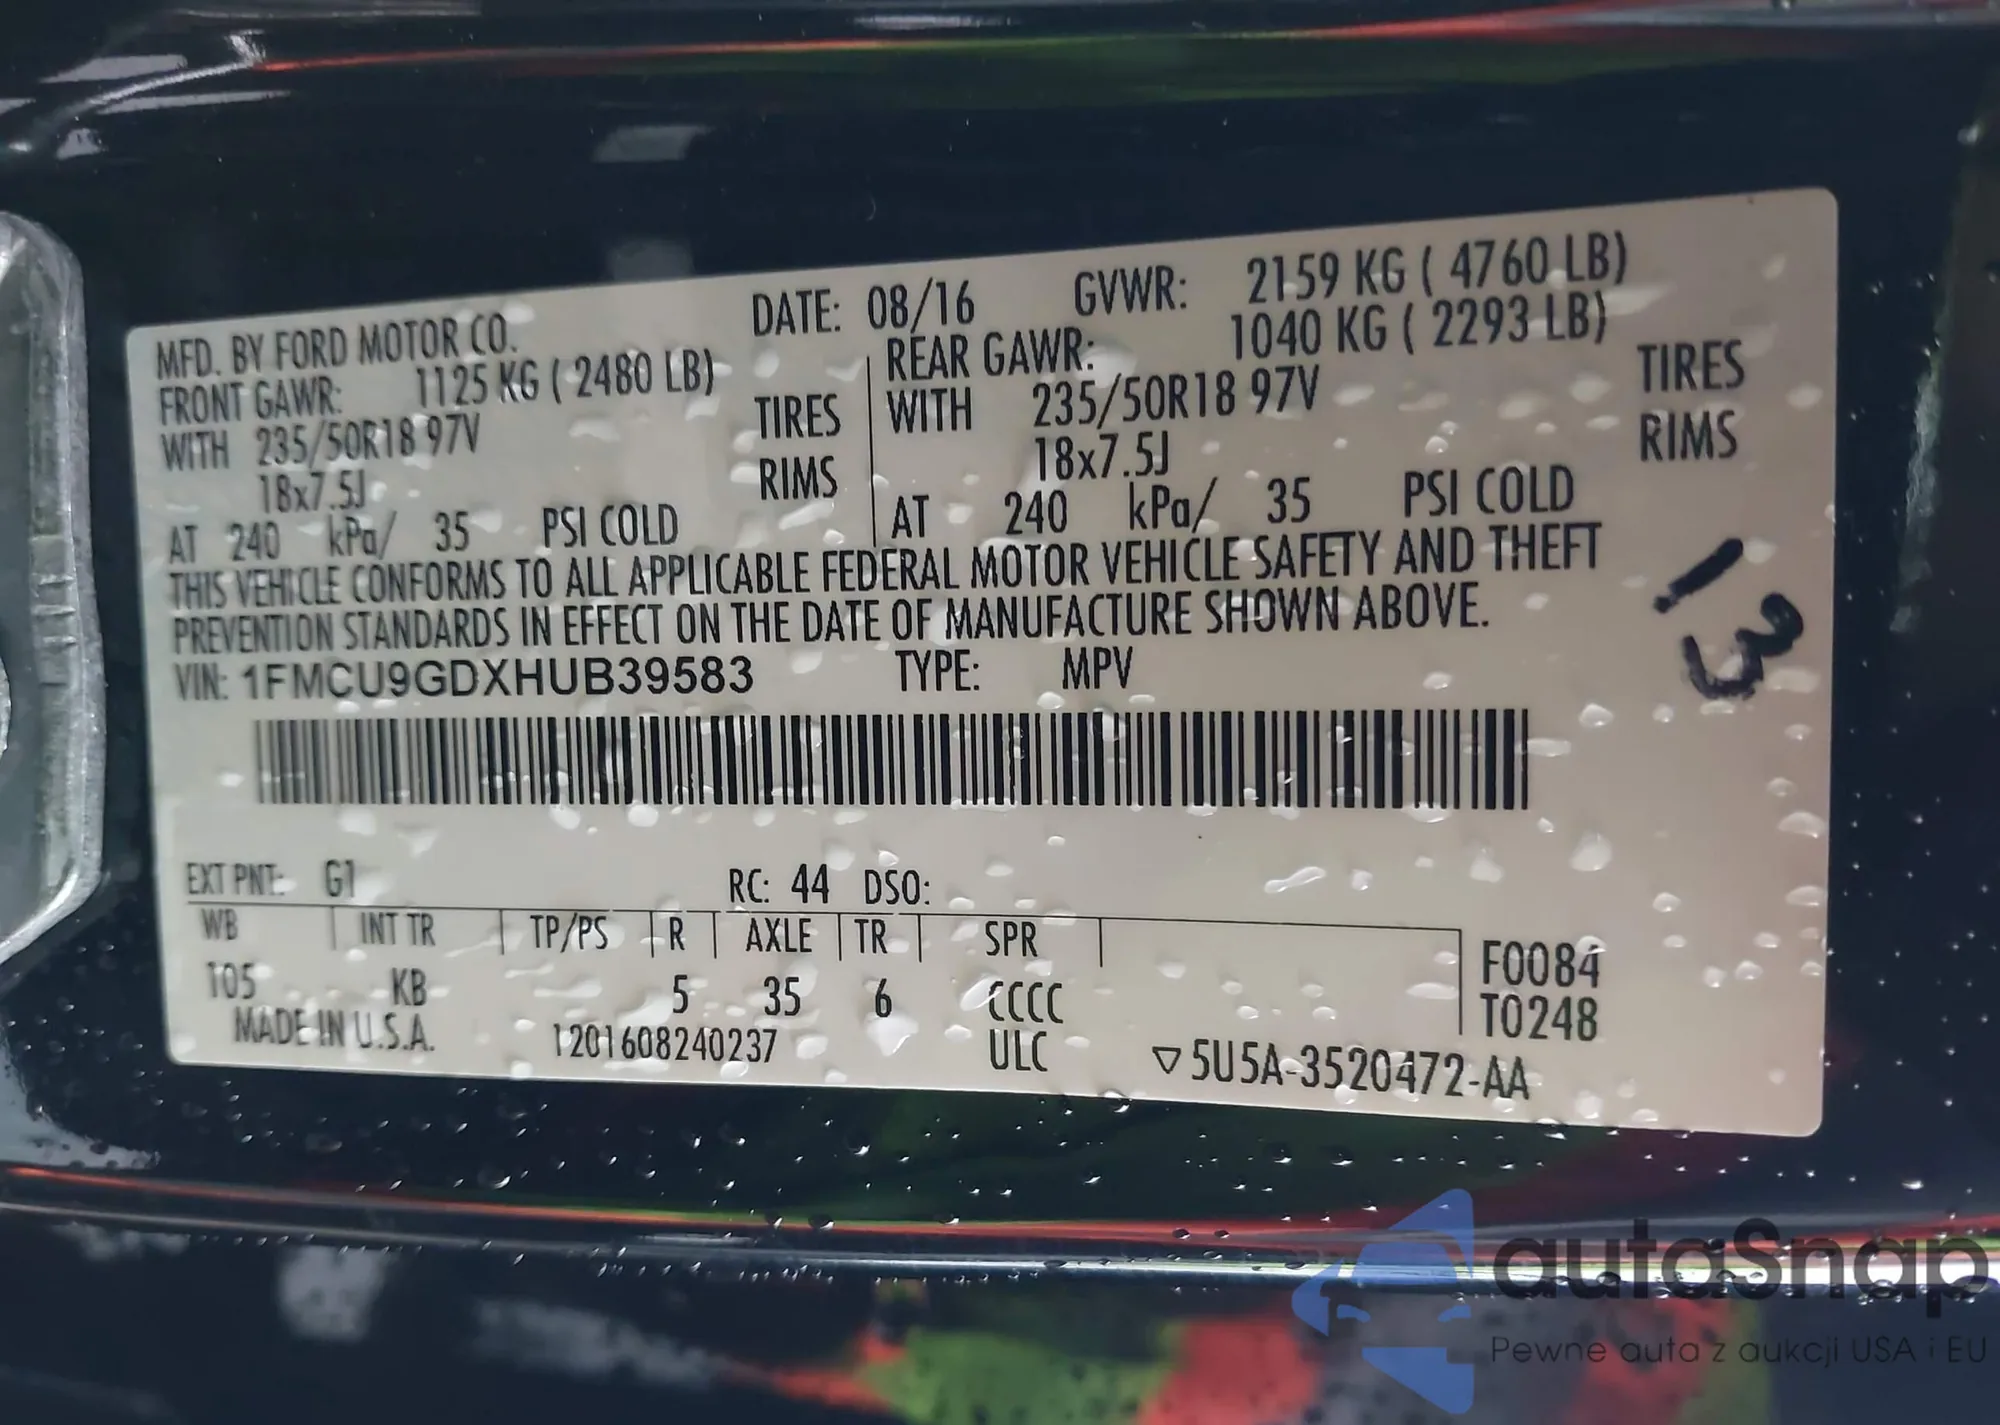 MFD. BY FORD MOTOR CO. DATE: 08/16 GVWR: 2159 KG ( 4760 LB)
FRONT GAWR: 1125 KG ( 2480 LB) REAR GAWR: 1040 KG ( 2293 LB)
WITH 235/50R18 97V TIRES WITH 235/50R18 97V TIRES
18x7.5J RIMS 18x7.5J RIMS
AT 240 kPa/ 35 PSI COLD AT 240 kPa/ 35 PSI COLD
THIS VEHICLE CONFORMS TO ALL APPLICABLE FEDERAL MOTOR VEHICLE SAFETY AND THEFT
PREVENTION STANDARDS IN EFFECT ON THE DATE OF MANUFACTURE SHOWN ABOVE.
13
VIN: 1FMCU9GDXHUB39583 TYPE: MPV
EXT PNT: G1 RC: 44 DSO:
WB INT TR TP/PS R AXLE TR SPR F0084
105 KB 5 35 6 CCCC T0248
MADE IN U.S.A. 1201608240237 ULC ▽5U5A-3520472-AA
autoSnap
Pewne auta z aukcji USA i EU